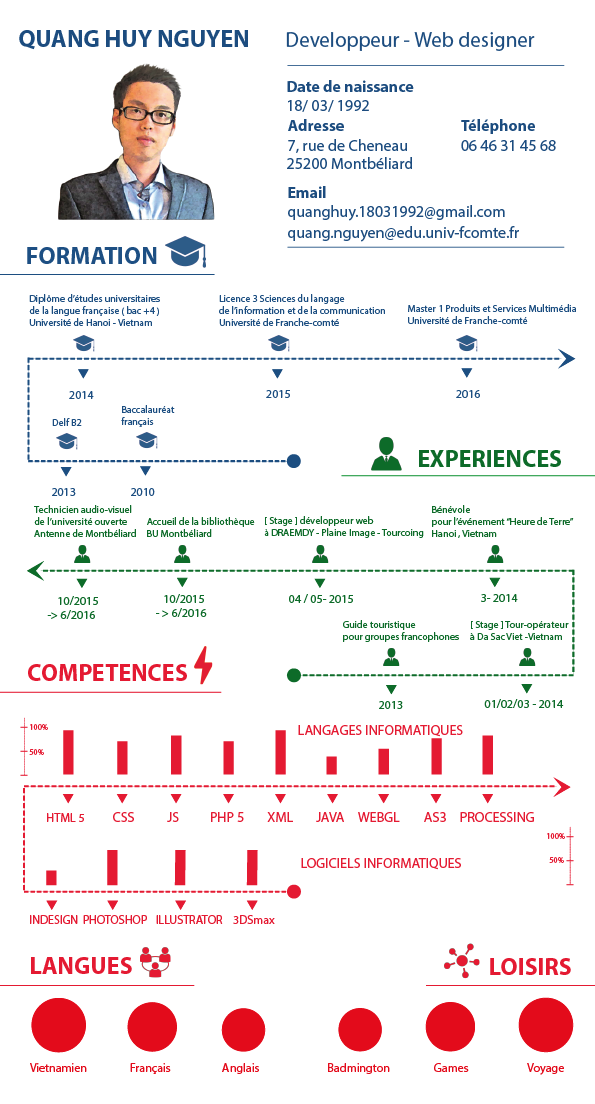 QUANG HUY NGUYEN
Developpeur - Web designer
Date de naissance
18/ 03/ 1992
Adresse
7, rue de Cheneau
25200 Montbéliard
Téléphone
06 46 31 45 68
Email
quanghuy.18031992@gmail.com
quang.nguyen@edu.univ-fcomte.fr
FORMATION
Diplôme d'études universitaires
de la langue française ( bac +4 )
Université de Hanoi - Vietnam
2014
Licence 3 Sciences du langage
de l'information et de la communication
Université de Franche-comté
2015
Master 1 Produits et Services Multimédia
Université de Franche-comté
2016
Delf B2
2013
Baccalauréat
français
2010
EXPERIENCES
Technicien audio-visuel
de l'université ouverte
Antenne de Montbéliard
10/2015
-> 6/2016
Accueil de la bibliothèque
BU Montbéliard
10/2015
- > 6/2016
[ Stage ] développeur web
à DRAEMDY - Plaine Image - Tourcoing
04 / 05- 2015
Bénévole
pour l'événement "Heure de Terre"
Hanoi , Vietnam
3- 2014
Guide touristique
pour groupes francophones
2013
[ Stage ] Tour-opérateur
à Da Sac Viet -Vietnam
01/02/03 - 2014
COMPETENCES
100%
50%
LANGAGES INFORMATIQUES
HTML 5
CSS
JS
PHP 5
XML
JAVA
WEBGL
AS3
PROCESSING
100%
50%
LOGICIELS INFORMATIQUES
INDESIGN
PHOTOSHOP
ILLUSTRATOR
3DSmax
LANGUES
Vietnamien
Français
Anglais
LOISIRS
Badmington
Games
Voyage